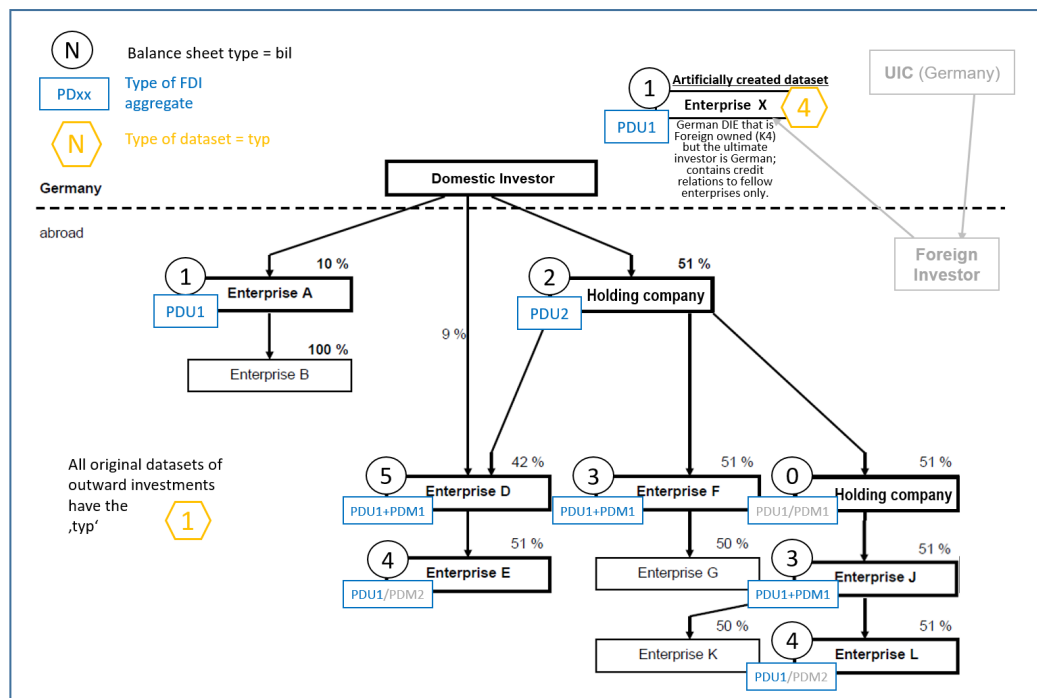 N
Balance sheet type = bil
PDxx
Type of FDI
aggregate
N
Type of dataset = typ
Germany
abroad
Artificially created dataset
1
Enterprise X
4
PDU1
German DIE that is
Foreign owned (K4)
but the ultimate
investor is German;
contains credit
relations to fellow
enterprises only.
UIC (Germany)
Foreign
Investor
Domestic Investor
10 %
1
Enterprise A
PDU1
100 %
Enterprise B
9 %
51 %
2
Holding company
PDU2
All original datasets of
outward investments
have the
‚typ‘
1
42 %
5
Enterprise D
PDU1+PDM1
51 %
4
Enterprise E
PDU1/PDM2
51 %
3
Enterprise F
PDU1+PDM1
50 %
Enterprise G
51 %
0
Holding company
PDU1/PDM1
51 %
3
Enterprise J
PDU1+PDM1
50 %
Enterprise K
51 %
4
Enterprise L
PDU1/PDM2